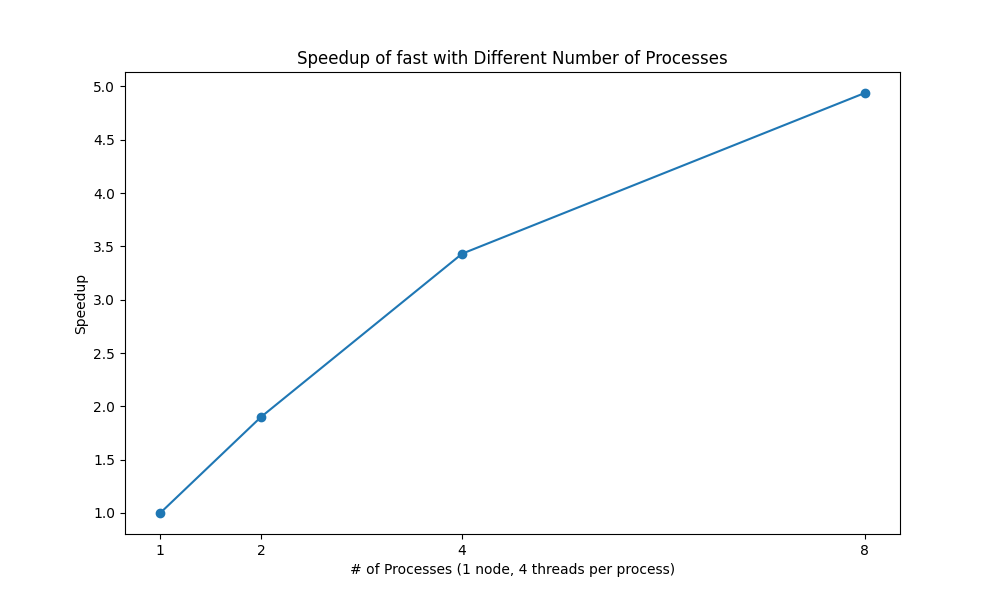 Speedup of fast with Different Number of Processes
5.0
4.5
4.0
3.5
3.0
2.5
2.0
1.5
1.0
Speedup
1 2 4 8
# of Processes (1 node, 4 threads per process)